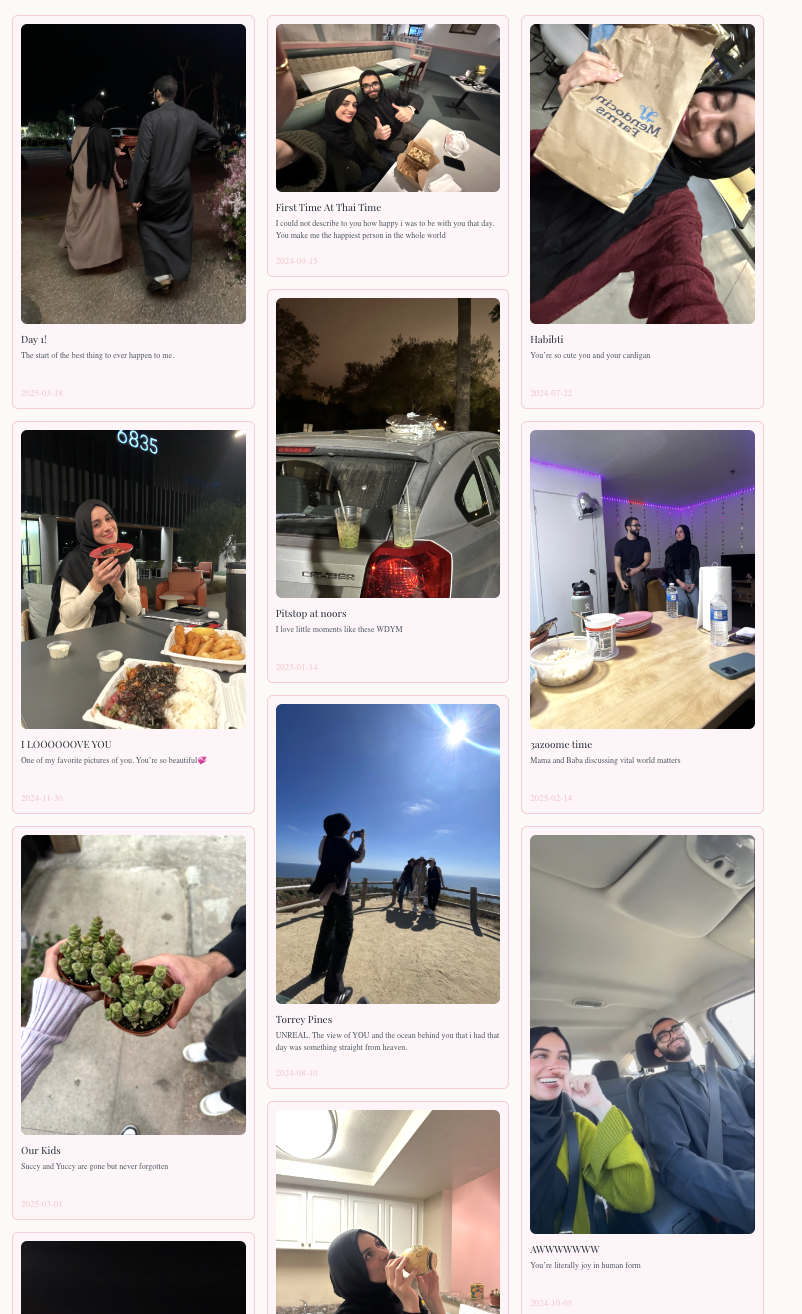 Day 1!
The start of the best thing to ever happen to me.
2025-03-18
6835
I LOOOOOOVE YOU
One of my favorite pictures of you. You're so beautiful💞
2024-11-30
Our Kids
Succy and Yuccy are gone but never forgotten
2025-03-01
First Time At Thai Time
I could not describe to you how happy i was to be with you that day.
You make me the happiest person in the whole world
2024-09-15
CALIBER
Pitstop at noors
I love little moments like these WDYM
2025-01-14
Torrey Pines
UNREAL. The view of YOU and the ocean behind you that i had that
day was something straight from heaven.
2024-08-10
Mendocino
Farms
Habibti
You're so cute you and your cardigan
2024-07-22
3azoome time
Mama and Baba discussing vital world matters
2025-02-14
AWWWWWWW
You're literally joy in human form
2024-10-05